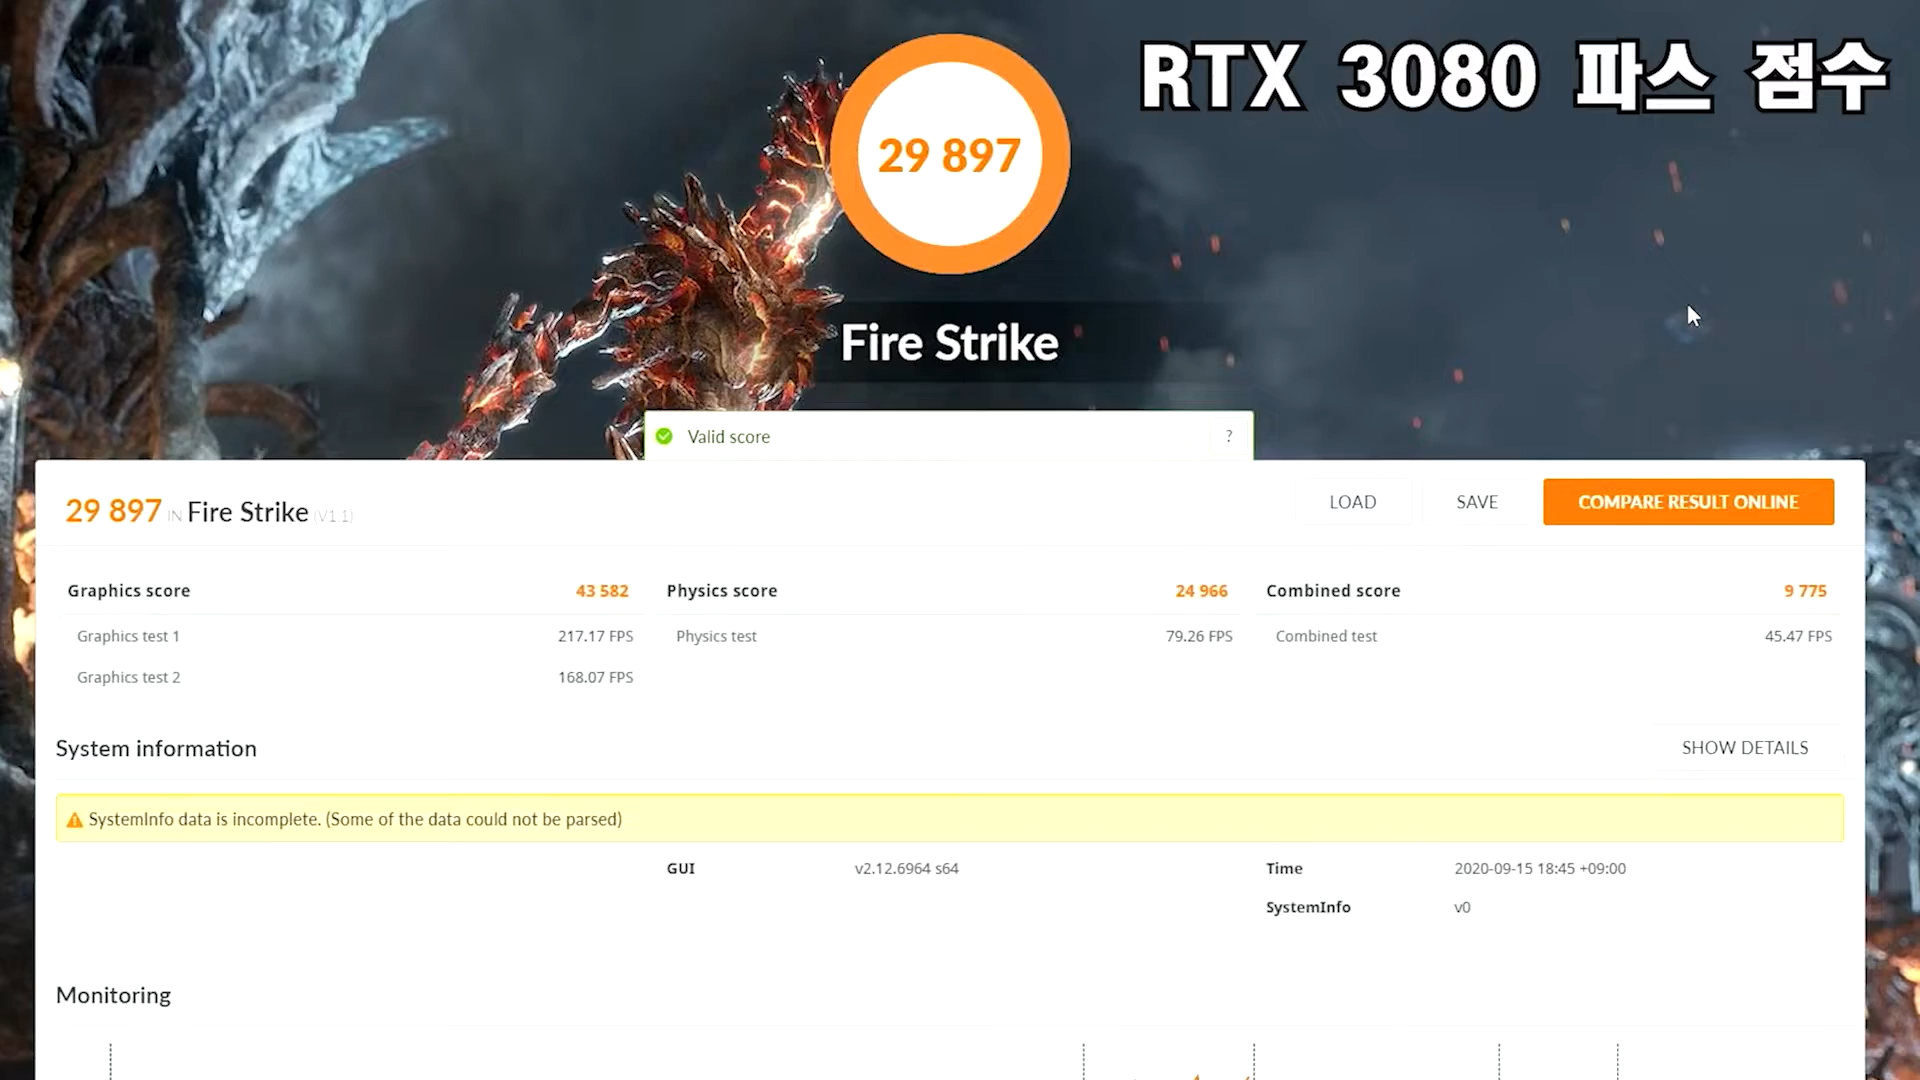 RTX 3080 파스 점수
29 897
Fire Strike
Valid score ?
29 897 IN Fire Strike (V1.1)
LOAD SAVE COMPARE RESULT ONLINE
Graphics score 43 582 Physics score 24 966 Combined score 9 775
Graphics test 1 217.17 FPS Physics test 79.26 FPS Combined test 45.47 FPS
Graphics test 2 168.07 FPS
System information SHOW DETAILS
SystemInfo data is incomplete. (Some of the data could not be parsed)
GUI v2.12.6964 s64 Time 2020-09-15 18:45 +09:00
SystemInfo v0
Monitoring